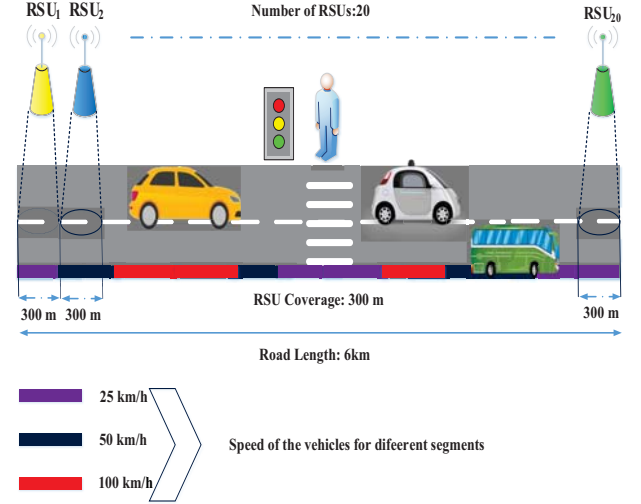 RSU1 RSU2 Number of RSUs:20 RSU20
RSU Coverage: 300 m
300 m 300 m 300 m
Road Length: 6km
25 km/h
50 km/h
Speed of the vehicles for difeerent segments
100 km/h